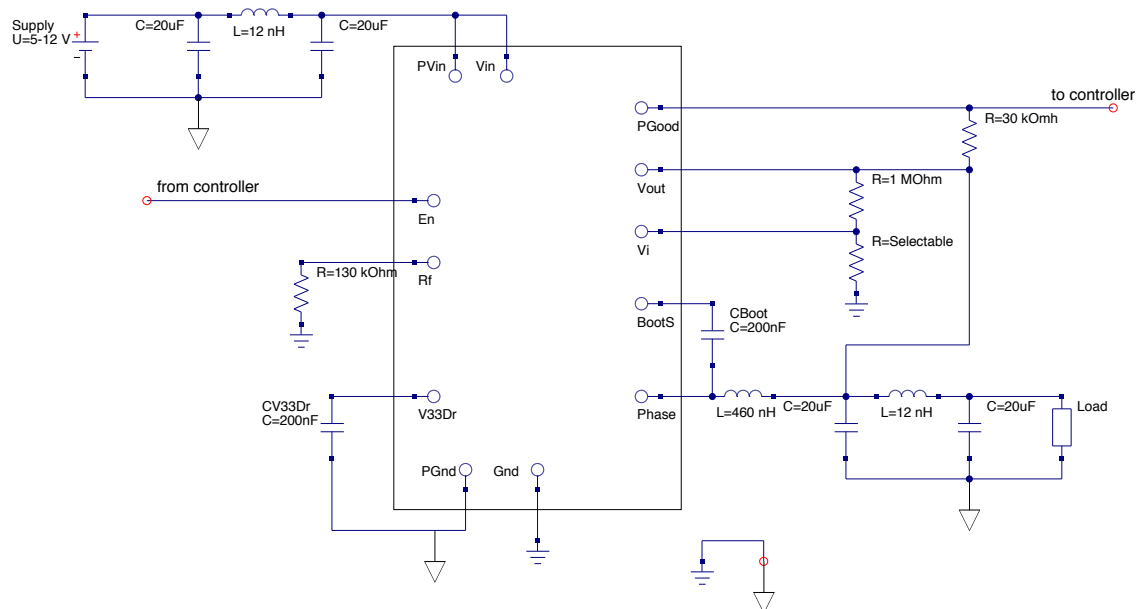 Supply
U=5-12 V
+
–
C=20uF
L=12 nH
C=20uF
PVin
Vin
PGood
to controller
R=30 kOmh
from controller
En
Vout
R=1 MOhm
Vi
R=Selectable
R=130 kOhm
Rf
BootS
CBoot
C=200nF
CV33Dr
C=200nF
V33Dr
Phase
L=460 nH
C=20uF
L=12 nH
C=20uF
Load
PGnd
Gnd